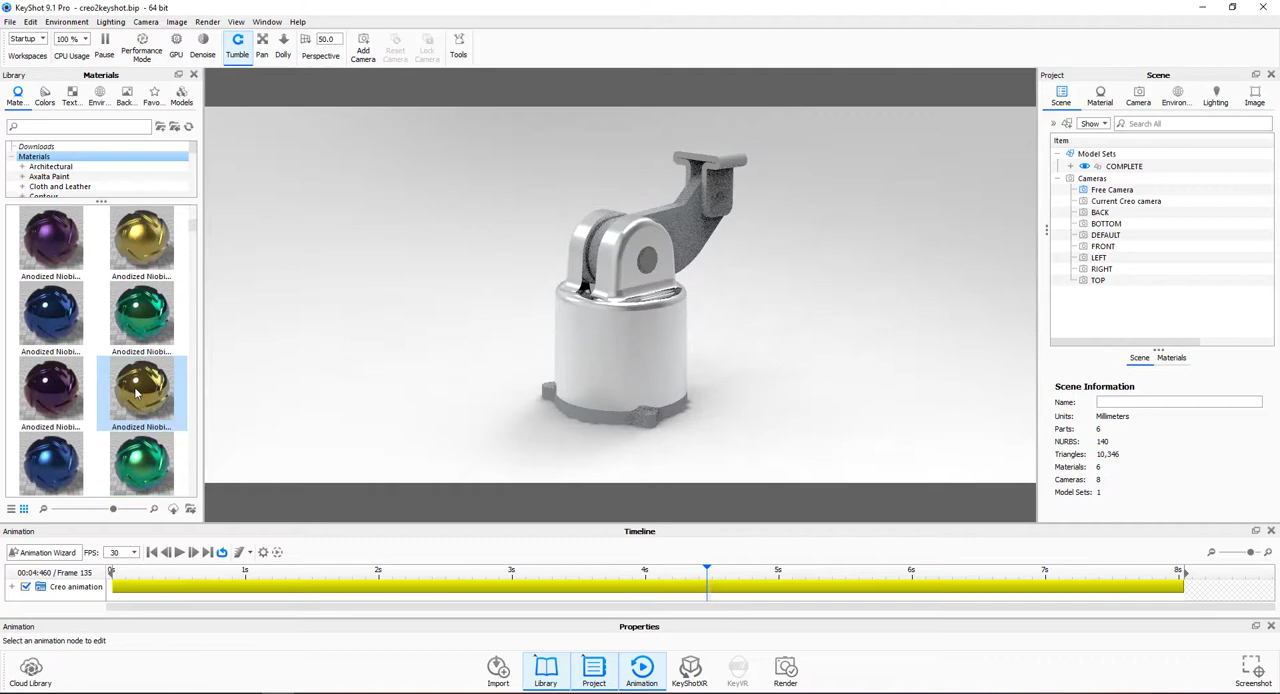 KeyShot 9.1 Pro - creo2keyshot.bip - 64 bit
File Edit Environment Lighting Camera Image Render View Window Help
Startup 100 % 50.0
Workspaces CPU Usage Pause Performance Mode GPU Denoise Tumble Pan Dolly Perspective Add Camera Reset Camera Lock Camera Tools
Library Materials Project Scene
Mate... Colors Text... Envir... Back... Favo... Models
Scene Material Camera Environ... Lighting Image
Show Search All
Downloads
Materials
Architectural
Axalta Paint
Cloth and Leather
Contour
Item
Model Sets
COMPLETE
Cameras
Free Camera
Current Creo camera
BACK
BOTTOM
DEFAULT
FRONT
LEFT
RIGHT
TOP
Anodized Niobi... Anodized Niobi...
Anodized Niobi... Anodized Niobi...
Anodized Niobi... Anodized Niobi...
Scene Materials
Scene Information
Name:
Units: Millimeters
Parts: 6
NURBS: 140
Triangles: 10,346
Materials: 6
Cameras: 8
Model Sets: 1
Animation Timeline
Animation Wizard FPS: 30
00:04:460 / Frame 135 0s 1s 2s 3s 4s 5s 6s 7s 8s
Creo animation
Animation Properties
Select an animation node to edit
Cloud Library Import Library Project Animation KeyShotXR KeyVR Render Screenshot